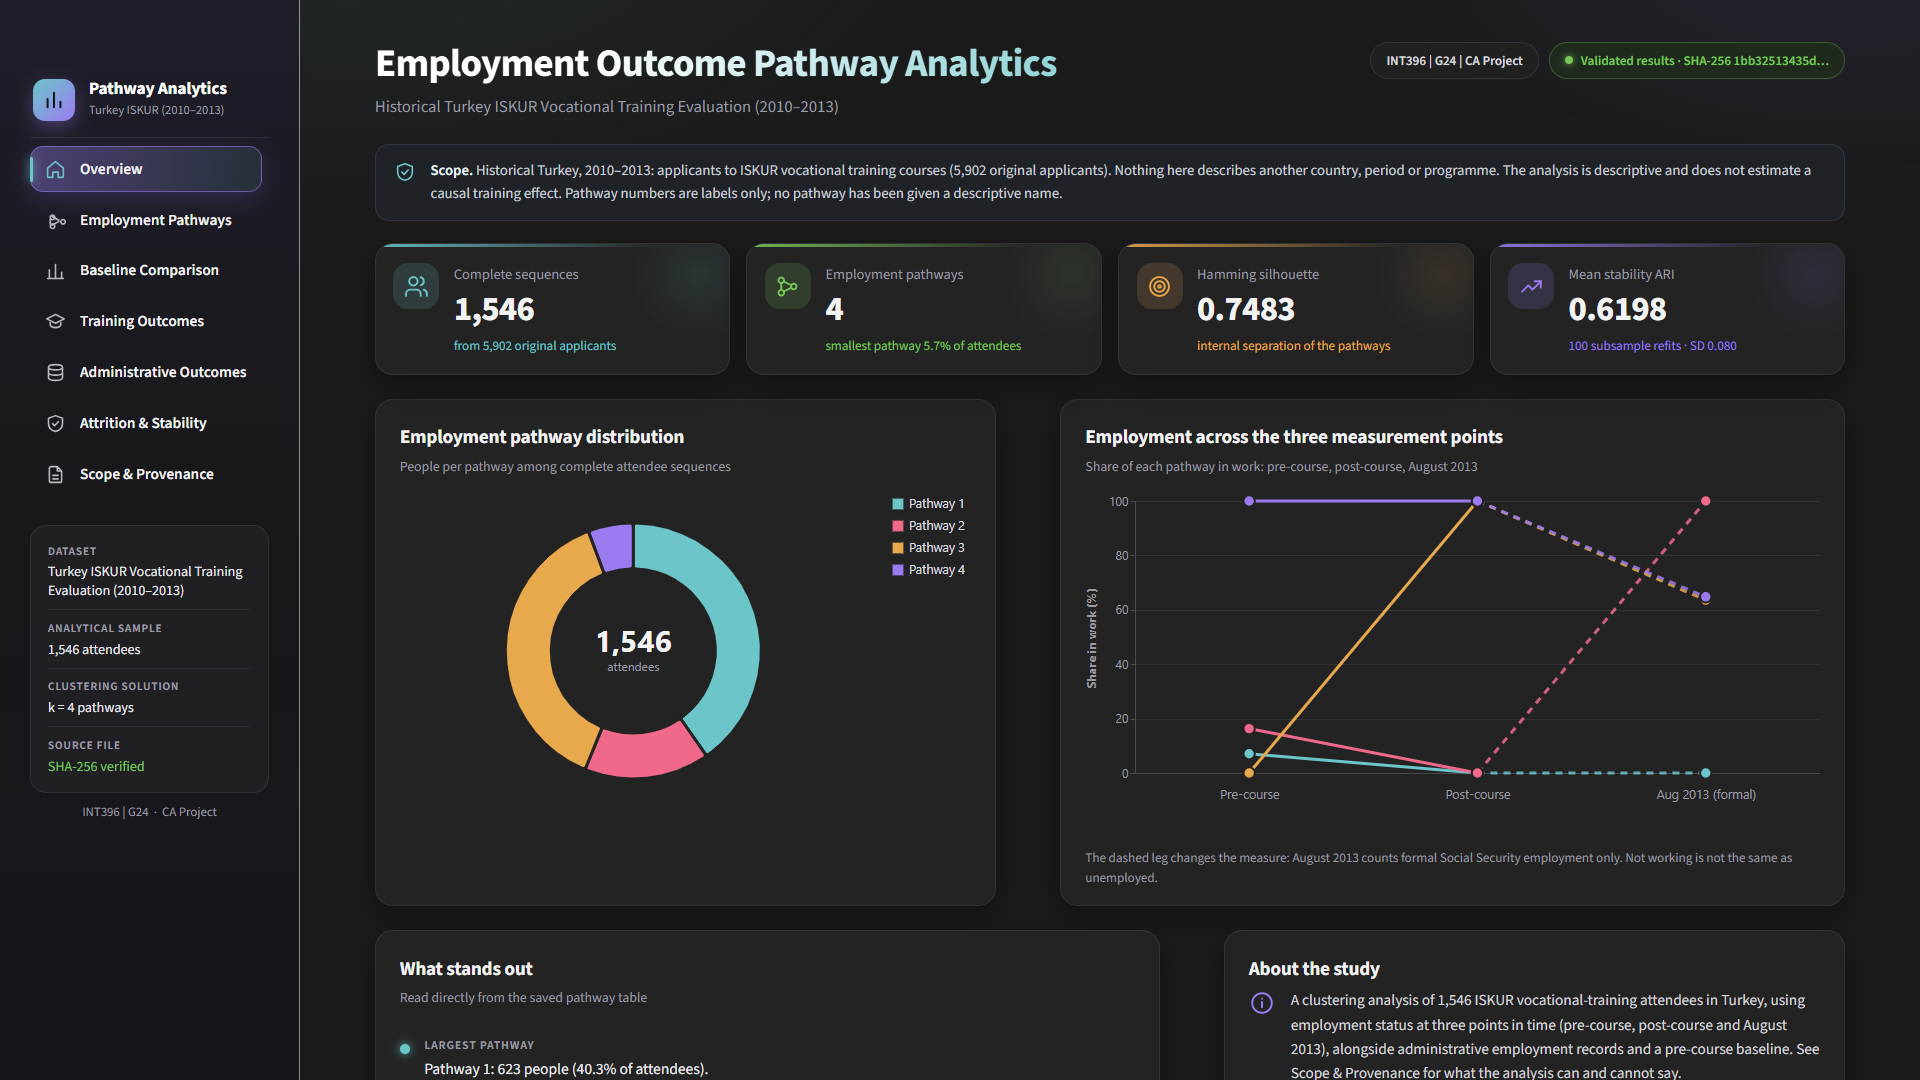 Pathway Analytics
Turkey ISKUR (2010–2013)
Overview
Employment Pathways
Baseline Comparison
Training Outcomes
Administrative Outcomes
Attrition & Stability
Scope & Provenance
DATASET
Turkey ISKUR Vocational Training
Evaluation (2010–2013)
ANALYTICAL SAMPLE
1,546 attendees
CLUSTERING SOLUTION
k = 4 pathways
SOURCE FILE
SHA-256 verified
INT396 | G24 · CA Project
Employment Outcome Pathway Analytics
Historical Turkey ISKUR Vocational Training Evaluation (2010–2013)
INT396 | G24 | CA Project
Validated results · SHA-256 1bb32513435d…
Scope. Historical Turkey, 2010–2013: applicants to ISKUR vocational training courses (5,902 original applicants). Nothing here describes another country, period or programme. The analysis is descriptive and does not estimate a
causal training effect. Pathway numbers are labels only; no pathway has been given a descriptive name.
Complete sequences
1,546
from 5,902 original applicants
Employment pathways
4
smallest pathway 5.7% of attendees
Hamming silhouette
0.7483
internal separation of the pathways
Mean stability ARI
0.6198
100 subsample refits · SD 0.080
Employment pathway distribution
People per pathway among complete attendee sequences
Pathway 1
Pathway 2
Pathway 3
Pathway 4
1,546
attendees
Employment across the three measurement points
Share of each pathway in work: pre-course, post-course, August 2013
Share in work (%)
100
80
60
40
20
0
Pre-course
Post-course
Aug 2013 (formal)
The dashed leg changes the measure: August 2013 counts formal Social Security employment only. Not working is not the same as
unemployed.
What stands out
Read directly from the saved pathway table
LARGEST PATHWAY
Pathway 1: 623 people (40.3% of attendees).
About the study
A clustering analysis of 1,546 ISKUR vocational-training attendees in Turkey, using
employment status at three points in time (pre-course, post-course and August
2013), alongside administrative employment records and a pre-course baseline. See
Scope & Provenance for what the analysis can and cannot say.